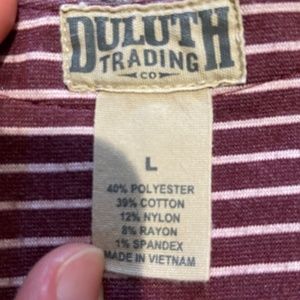 DULUTH
TRADING
CO
L
40% POLYESTER
39% COTTON
12% NYLON
8% RAYON
1% SPANDEX
MADE IN VIETNAM